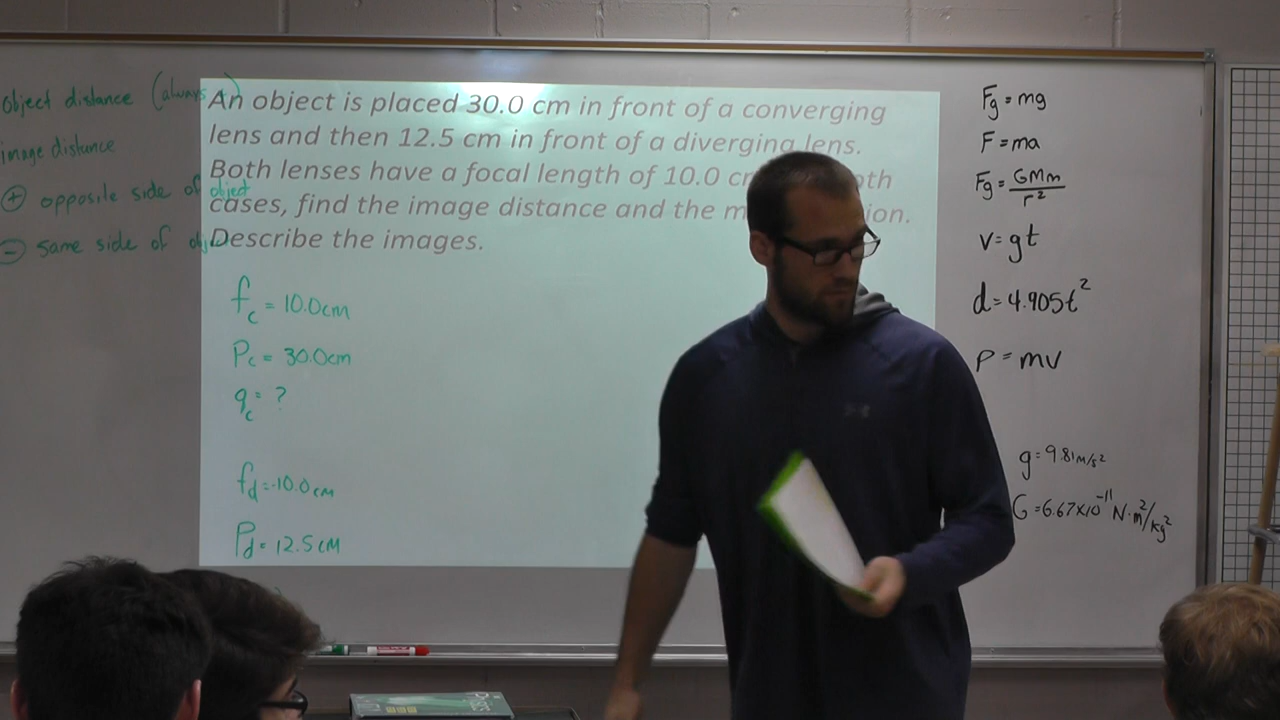 object distance (always +)
image distance
+ opposite side of object
- same side of
An object is placed 30.0 cm in front of a converging
lens and then 12.5 cm in front of a diverging lens.
Both lenses have a focal length of 10.0
cases, find the image distance and the
Describe the images.
fc = 10.0cm
Pc = 30.0cm
qc = ?
fd = -10.0cm
Pd = 12.5cm
Fg = mg
F = ma
Fg = GMm/r²
v = gt
d = 4.905t²
P = mv
g = 9.81m/s²
G = 6.67x10⁻¹¹ N·m²/kg²